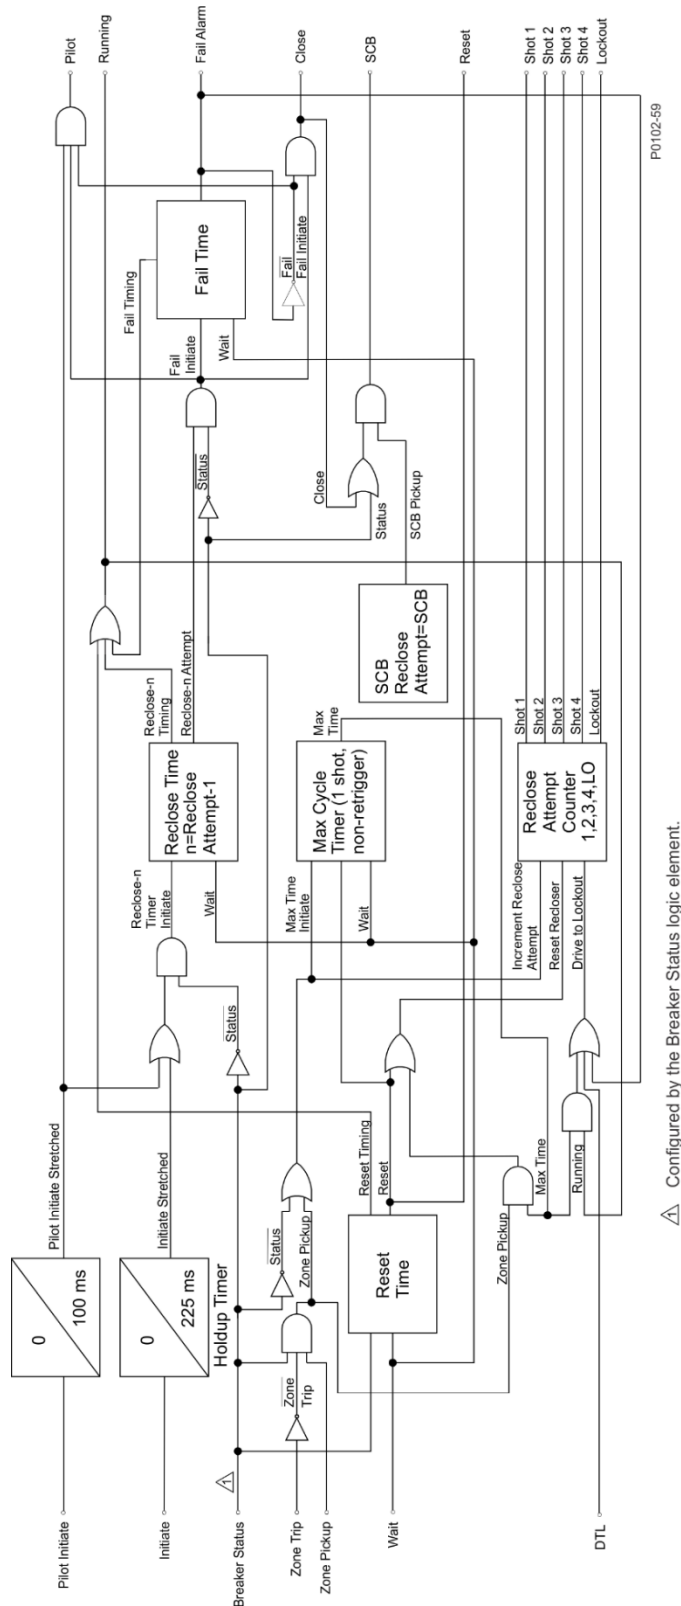 Pilot Initiate
0
100 ms
Pilot Initiate Stretched
Pilot
Running
Fail Alarm
Close
SCB
Reset
Shot 1
Shot 2
Shot 3
Shot 4
Lockout
Initiate
0
225 ms
Holdup Timer
Initiate Stretched
Reclose-n
Timer
Initiate
Wait
Reclose Time
n=Reclose
Attempt-1
Reclose-n
Timing
Reclose-n Attempt
Status
Fail Timing
Fail
Initiate
Wait
Fail Time
Fail
Fail Initiate
Breaker Status
1
Status
Status
Zone Trip
Zone
Trip
Zone Pickup
Zone Pickup
Max Time
Initiate
Wait
Max Cycle
Timer (1 shot,
non-retrigger)
Max
Time
Close
Status
SCB Pickup
SCB
Reclose
Attempt=SCB
Reset Timing
Reset
Reset
Time
Wait
Zone Pickup
Max Time
Running
DTL
Increment Reclose
Attempt
Reset Recloser
Drive to Lockout
Reclose
Attempt
Counter
1,2,3,4,LO
Shot 1
Shot 2
Shot 3
Shot 4
Lockout
P0102-59
1 Configured by the Breaker Status logic element.